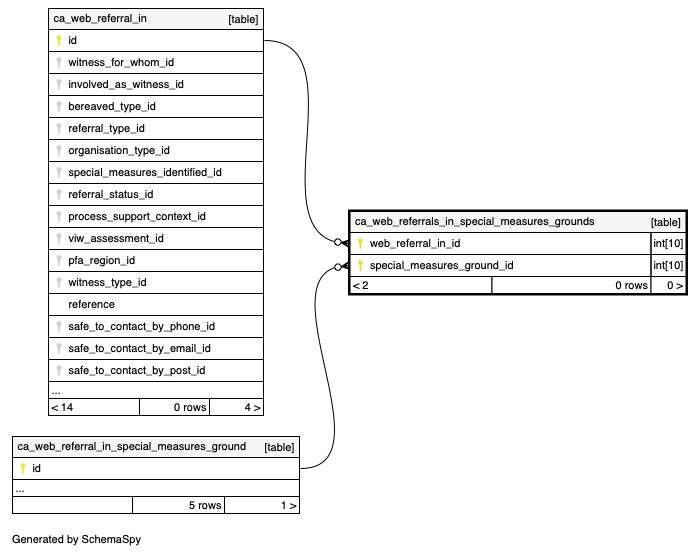 ca_web_referral_in [table]
id
witness_for_whom_id
involved_as_witness_id
bereaved_type_id
referral_type_id
organisation_type_id
special_measures_identified_id
referral_status_id
process_support_context_id
viw_assessment_id
pfa_region_id
witness_type_id
reference
safe_to_contact_by_phone_id
safe_to_contact_by_email_id
safe_to_contact_by_post_id
...
< 14 0 rows 4 >
ca_web_referrals_in_special_measures_grounds [table]
web_referral_in_id int[10]
special_measures_ground_id int[10]
< 2 0 rows 0 >
ca_web_referral_in_special_measures_ground [table]
id
...
5 rows 1 >
Generated by SchemaSpy